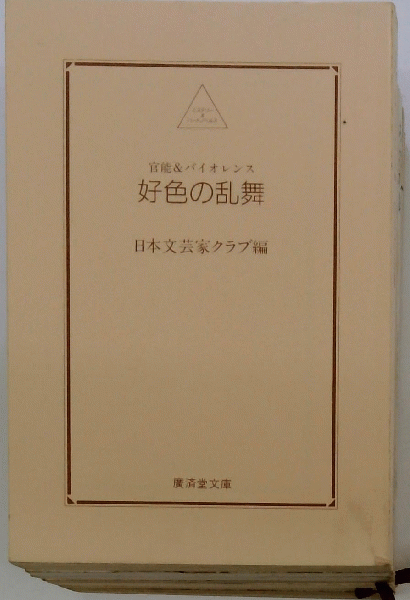 官能&バイオレンス
好色の乱舞
日本文芸家クラブ編
廣済堂文庫